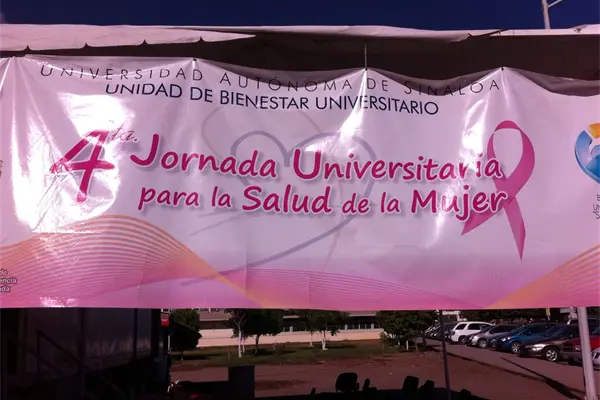 UNIVERSIDAD AUTÓNOMA DE SINALOA
UNIDAD DE BIENESTAR UNIVERSITARIO
4ta. Jornada Universitaria
para la Salud de la Mujer